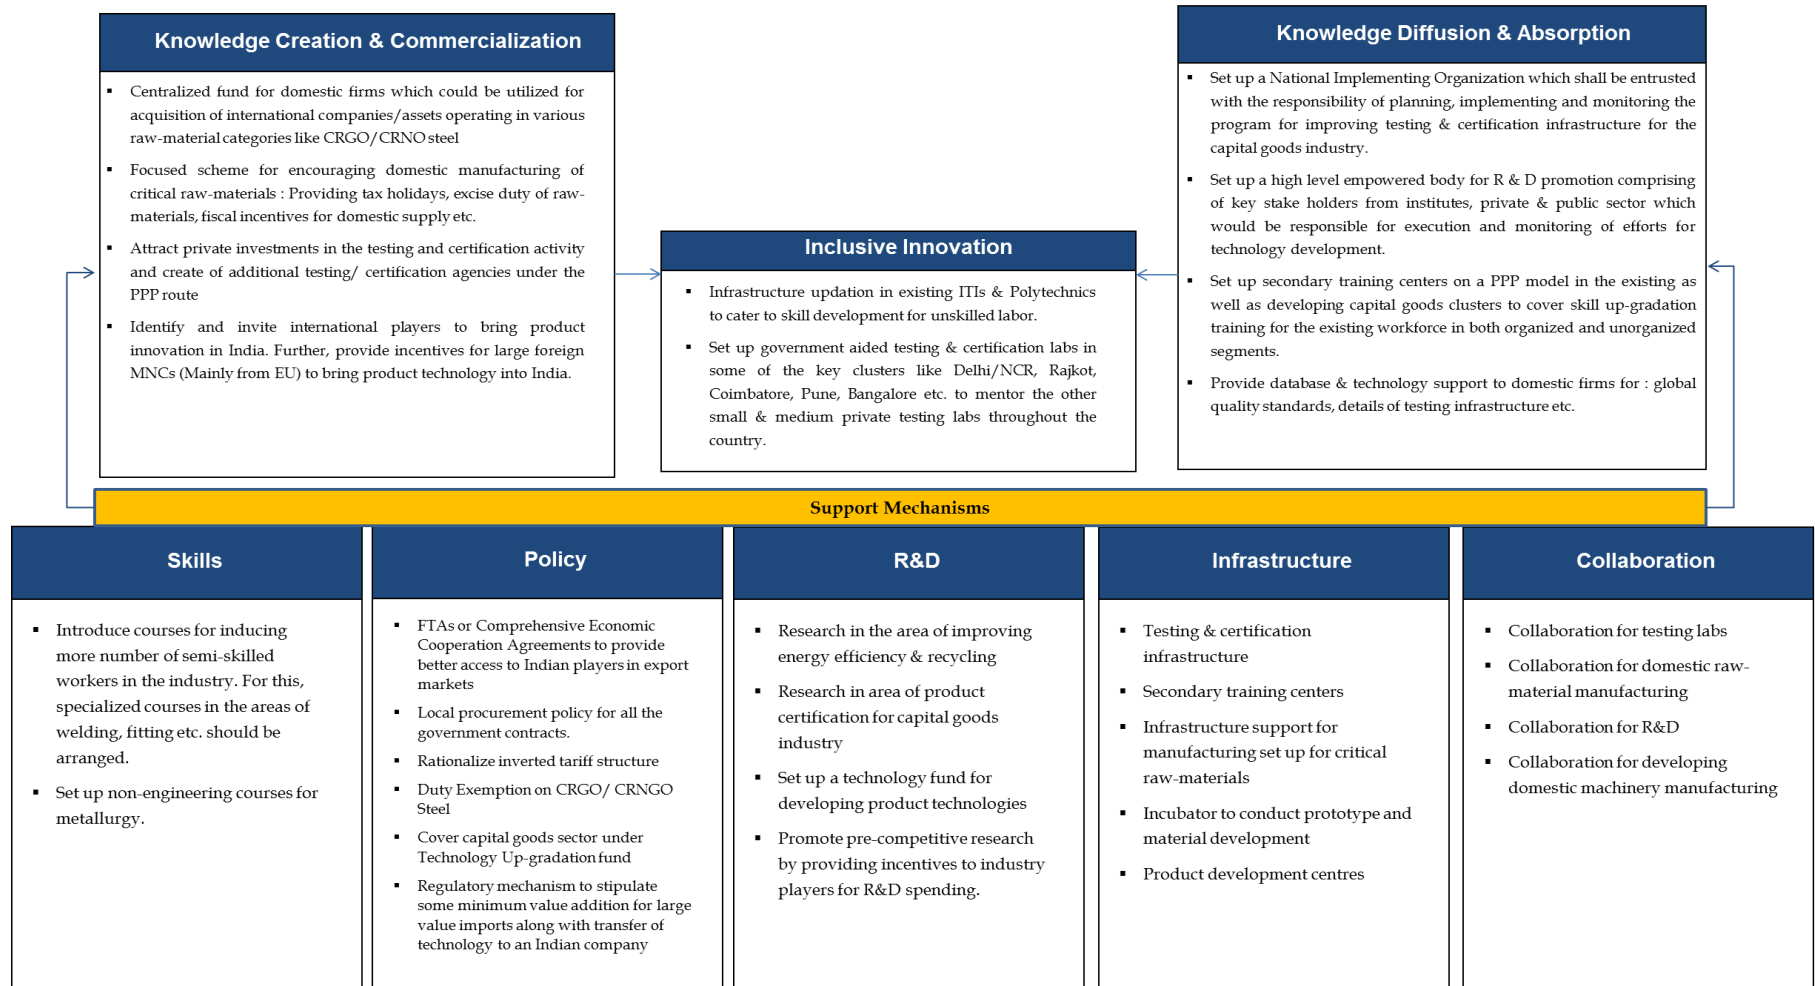 Knowledge Creation & Commercialization
Centralized fund for domestic firms which could be utilized for
acquisition of international companies/assets operating in various
raw-material categories like CRGO/CRNO steel
Focused scheme for encouraging domestic manufacturing of
critical raw-materials : Providing tax holidays, excise duty of raw-
materials, fiscal incentives for domestic supply etc.
Attract private investments in the testing and certification activity
and create of additional testing/ certification agencies under the
PPP route
Identify and invite international players to bring product
innovation in India. Further, provide incentives for large foreign
MNCs (Mainly from EU) to bring product technology into India.
Inclusive Innovation
Infrastructure updation in existing ITIs & Polytechnics
to cater to skill development for unskilled labor.
Set up government aided testing & certification labs in
some of the key clusters like Delhi/NCR, Rajkot,
Coimbatore, Pune, Bangalore etc. to mentor the other
small & medium private testing labs throughout the
country.
Knowledge Diffusion & Absorption
Set up a National Implementing Organization which shall be entrusted
with the responsibility of planning, implementing and monitoring the
program for improving testing & certification infrastructure for the
capital goods industry.
Set up a high level empowered body for R & D promotion comprising
of key stake holders from institutes, private & public sector which
would be responsible for execution and monitoring of efforts for
technology development.
Set up secondary training centers on a PPP model in the existing as
well as developing capital goods clusters to cover skill up-gradation
training for the existing workforce in both organized and unorganized
segments.
Provide database & technology support to domestic firms for : global
quality standards, details of testing infrastructure etc.
Support Mechanisms
Skills
Introduce courses for inducing
more number of semi-skilled
workers in the industry. For this,
specialized courses in the areas of
welding, fitting etc. should be
arranged.
Set up non-engineering courses for
metallurgy.
Policy
FTAs or Comprehensive Economic
Cooperation Agreements to provide
better access to Indian players in export
markets
Local procurement policy for all the
government contracts.
Rationalize inverted tariff structure
Duty Exemption on CRGO/ CRNGO
Steel
Cover capital goods sector under
Technology Up-gradation fund
Regulatory mechanism to stipulate
some minimum value addition for large
value imports along with transfer of
technology to an Indian company
R&D
Research in the area of improving
energy efficiency & recycling
Research in area of product
certification for capital goods
industry
Set up a technology fund for
developing product technologies
Promote pre-competitive research
by providing incentives to industry
players for R&D spending.
Infrastructure
Testing & certification
infrastructure
Secondary training centers
Infrastructure support for
manufacturing set up for critical
raw-materials
Incubator to conduct prototype and
material development
Product development centres
Collaboration
Collaboration for testing labs
Collaboration for domestic raw-
material manufacturing
Collaboration for R&D
Collaboration for developing
domestic machinery manufacturing